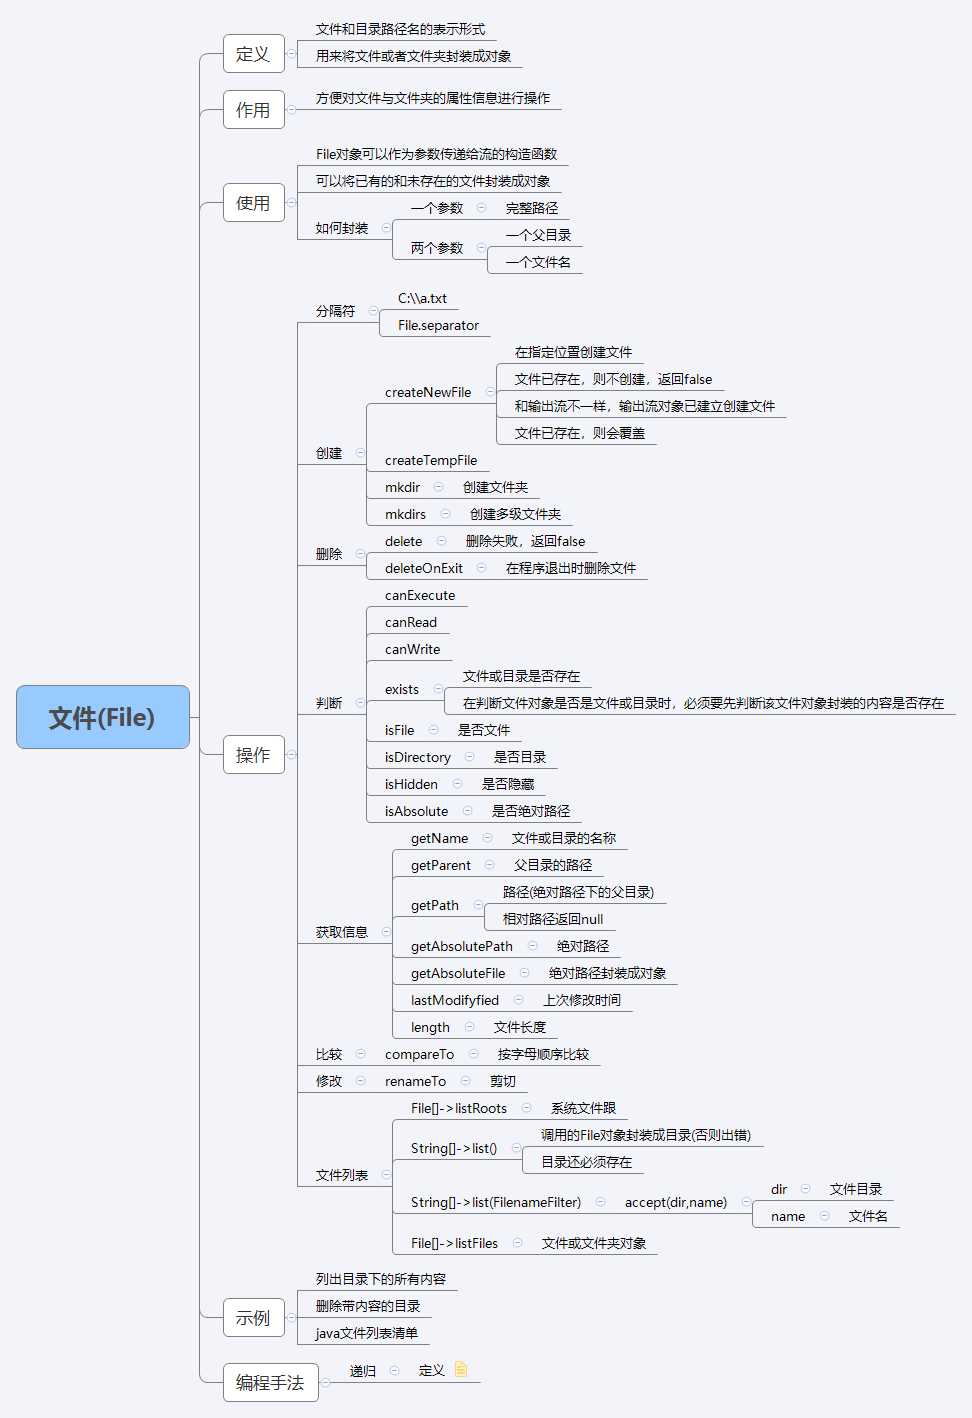 文件(File)
定义
文件和目录路径名的表示形式
用来将文件或者文件夹封装成对象
作用
方便对文件与文件夹的属性信息进行操作
使用
File对象可以作为参数传递给流的构造函数
可以将已有的和未存在的文件封装成对象
如何封装
一个参数
完整路径
两个参数
一个父目录
一个文件名
操作
分隔符
C:\\a.txt
File.separator
创建
createNewFile
在指定位置创建文件
文件已存在，则不创建，返回false
和输出流不一样，输出流对象已建立创建文件
文件已存在，则会覆盖
createTempFile
mkdir
创建文件夹
mkdirs
创建多级文件夹
删除
delete
删除失败，返回false
deleteOnExit
在程序退出时删除文件
判断
canExecute
canRead
canWrite
exists
文件或目录是否存在
在判断文件对象是否是文件或目录时，必须要先判断该文件对象封装的内容是否存在
isFile
是否文件
isDirectory
是否目录
isHidden
是否隐藏
isAbsolute
是否绝对路径
获取信息
getName
文件或目录的名称
getParent
父目录的路径
getPath
路径(绝对路径下的父目录)
相对路径返回null
getAbsolutePath
绝对路径
getAbsoluteFile
绝对路径封装成对象
lastModifyfied
上次修改时间
length
文件长度
比较
compareTo
按字母顺序比较
修改
renameTo
剪切
文件列表
File[]->listRoots
系统文件跟
String[]->list()
调用的File对象封装成目录(否则出错)
目录还必须存在
String[]->list(FilenameFilter)
accept(dir,name)
dir
文件目录
name
文件名
File[]->listFiles
文件或文件夹对象
示例
列出目录下的所有内容
删除带内容的目录
java文件列表清单
编程手法
递归
定义